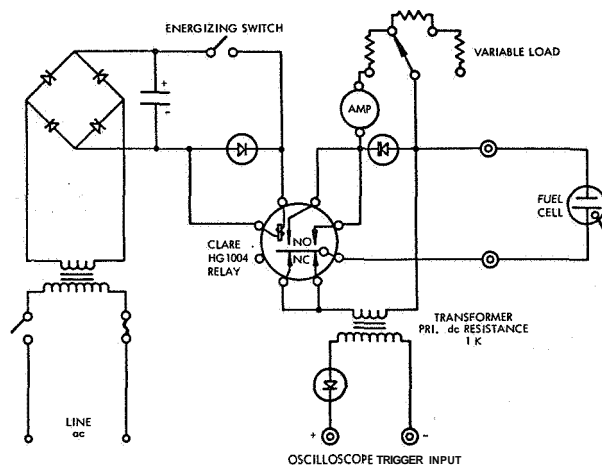 ENERGIZING SWITCH
VARIABLE LOAD
+
-
AMP
FUEL
CELL
CLARE
HG1004
RELAY
NO
NC
TRANSFORMER
PRI. dc RESISTANCE
1 K
LINE
ac
+
-
OSCILLOSCOPE TRIGGER INPUT